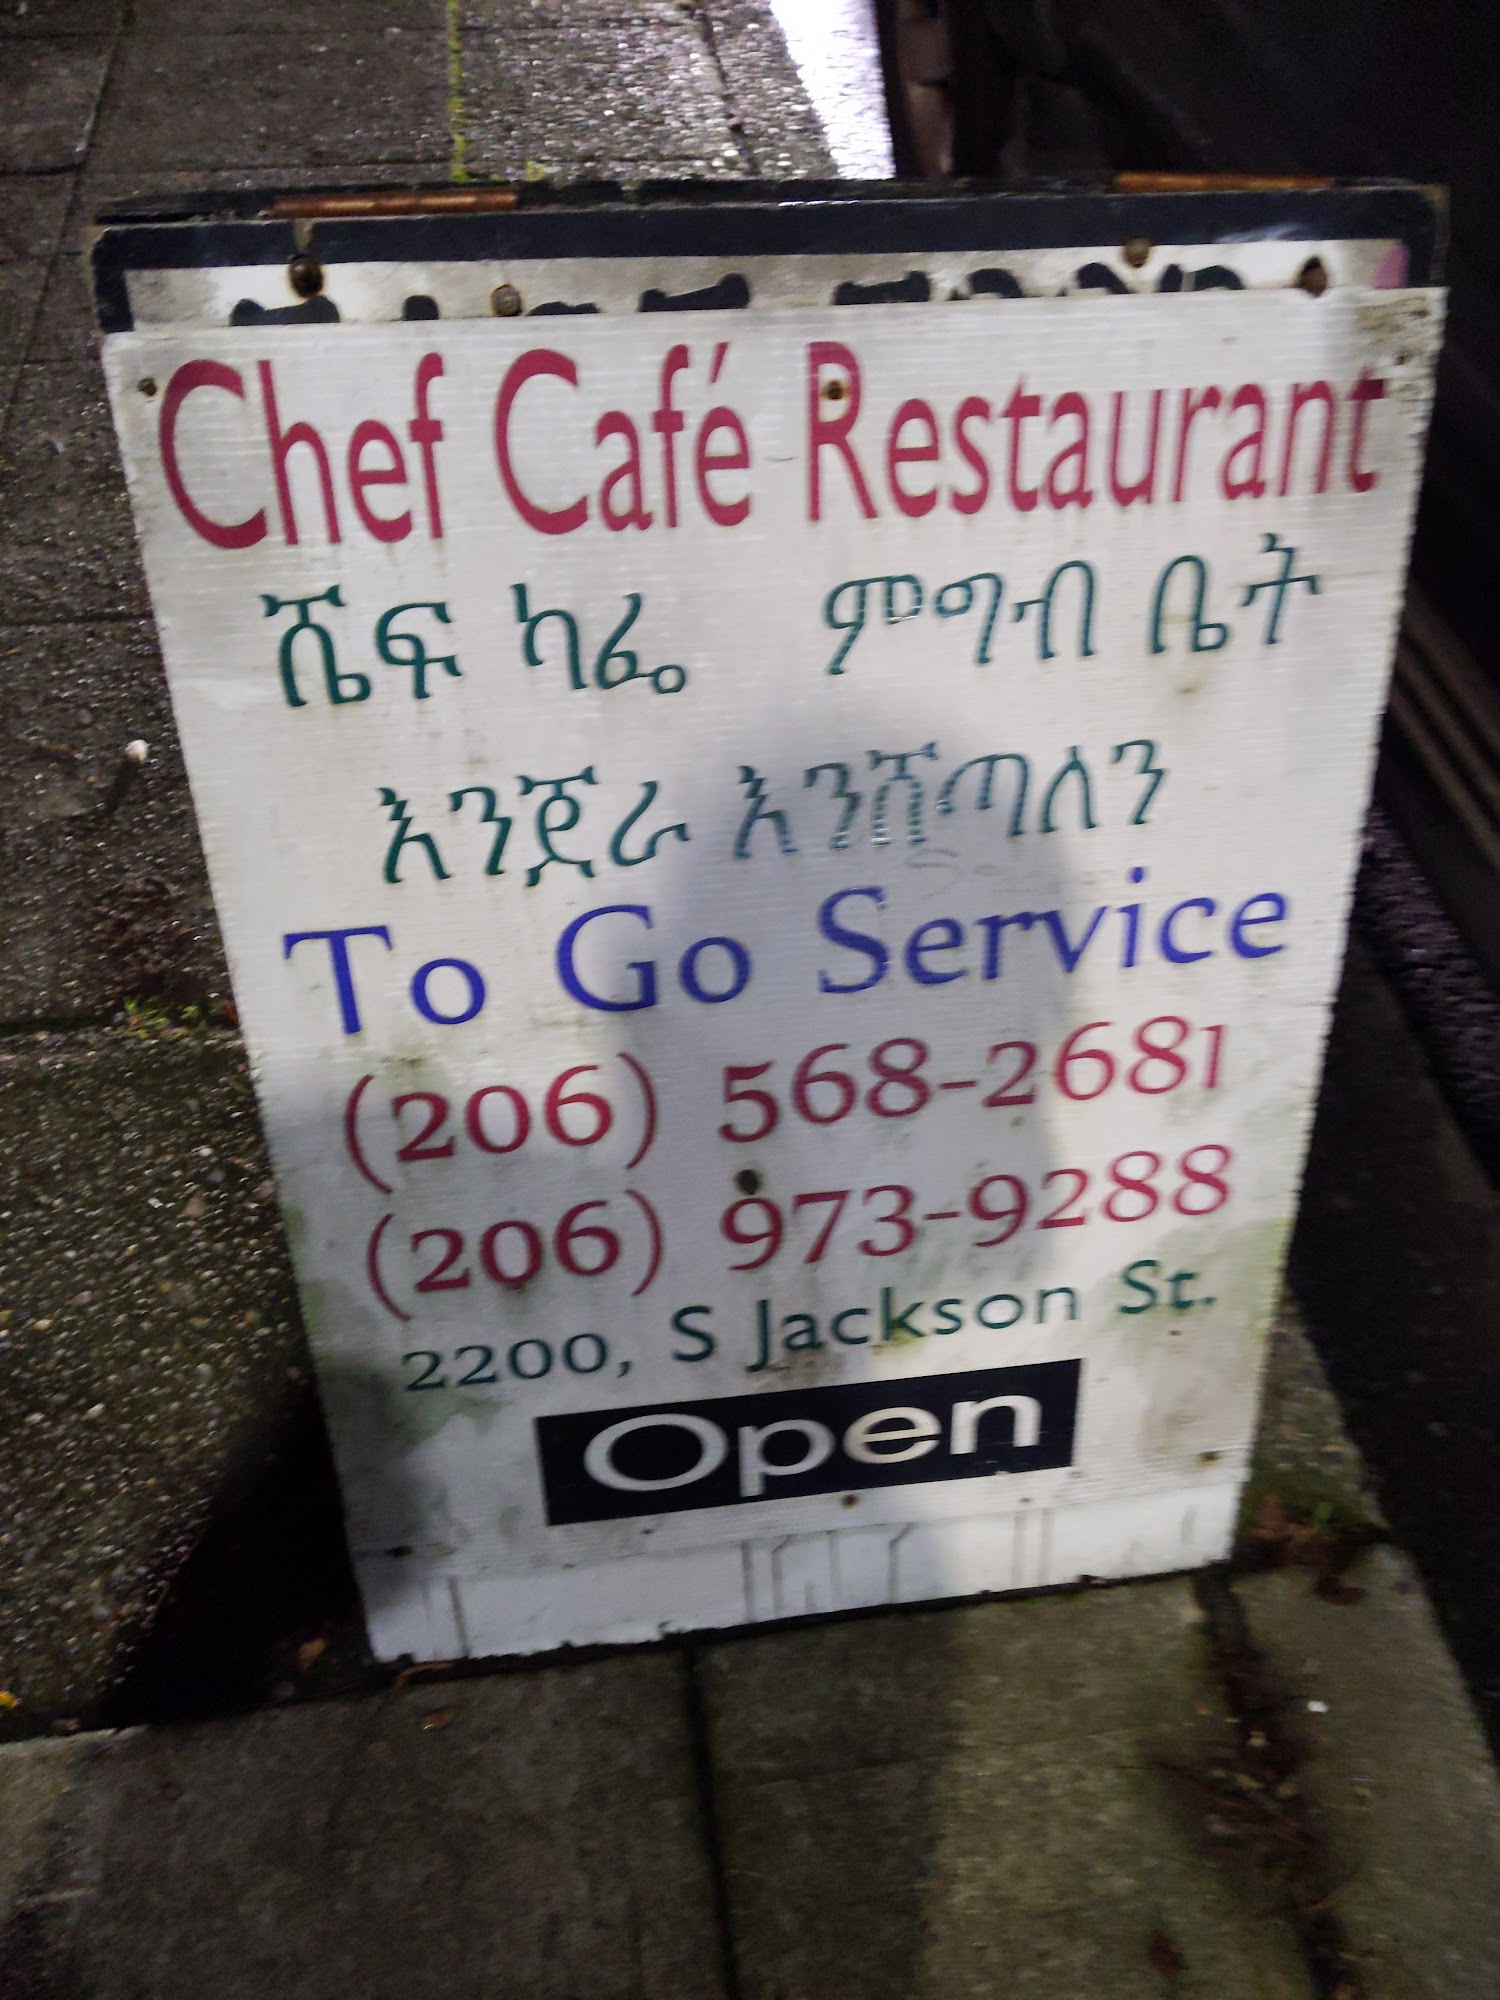 Chef Café Restaurant
ሼፍ ካፌ ምግብ ቤት
እንጀራ እንሸጣለን
To Go Service
(206) 568-2681
(206) 973-9288
2200, S Jackson St.
Open